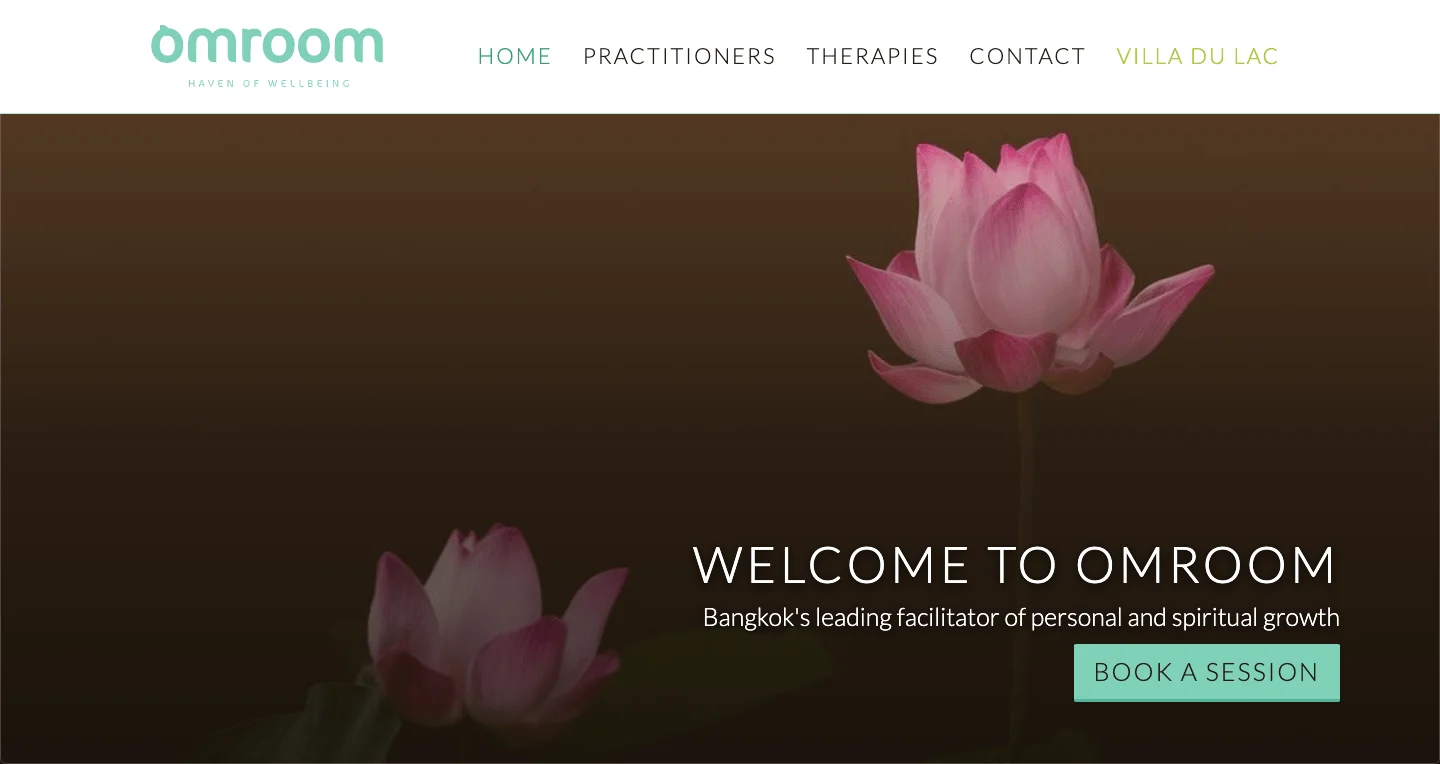 omroom
HAVEN OF WELLBEING
HOME PRACTITIONERS THERAPIES CONTACT VILLA DU LAC
WELCOME TO OMROOM
Bangkok's leading facilitator of personal and spiritual growth
BOOK A SESSION